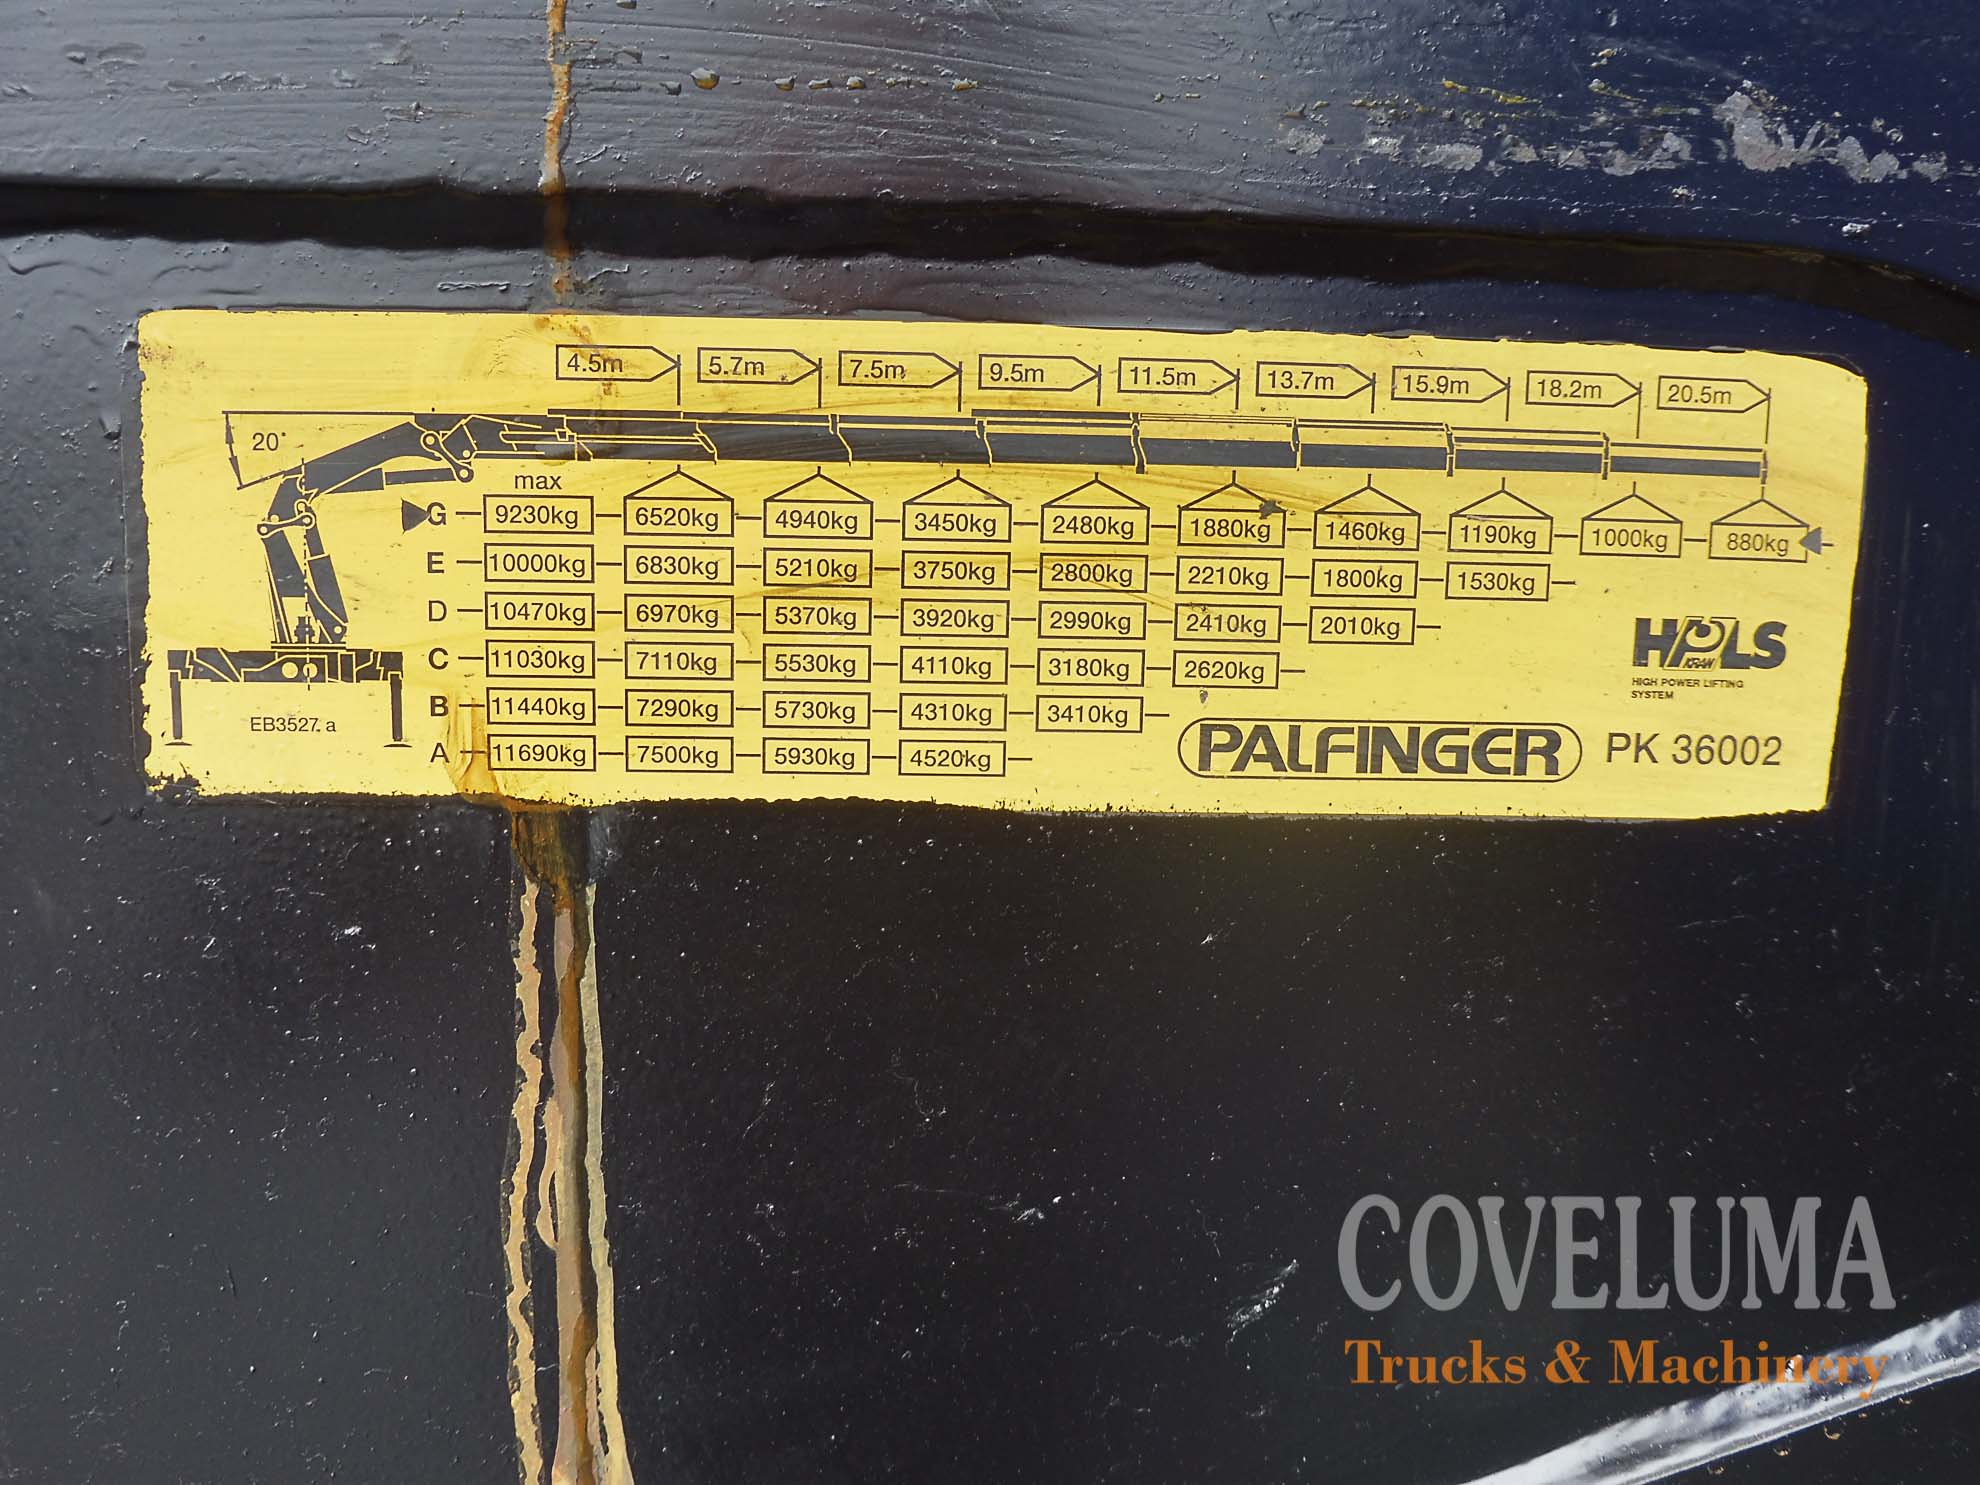 4.5m 5.7m 7.5m 9.5m 11.5m 13.7m 15.9m 18.2m 20.5m
20°
max
G 9230kg 6520kg 4940kg 3450kg 2480kg 1880kg 1460kg 1190kg 1000kg 880kg
E 10000kg 6830kg 5210kg 3750kg 2800kg 2210kg 1800kg 1530kg
D 10470kg 6970kg 5370kg 3920kg 2990kg 2410kg 2010kg
C 11030kg 7110kg 5530kg 4110kg 3180kg 2620kg
B 11440kg 7290kg 5730kg 4310kg 3410kg
A 11690kg 7500kg 5930kg 4520kg
EB3527.a
HPLS
KRAN
HIGH POWER LIFTING
SYSTEM
PALFINGER PK 36002
COVELUMA
Trucks & Machinery